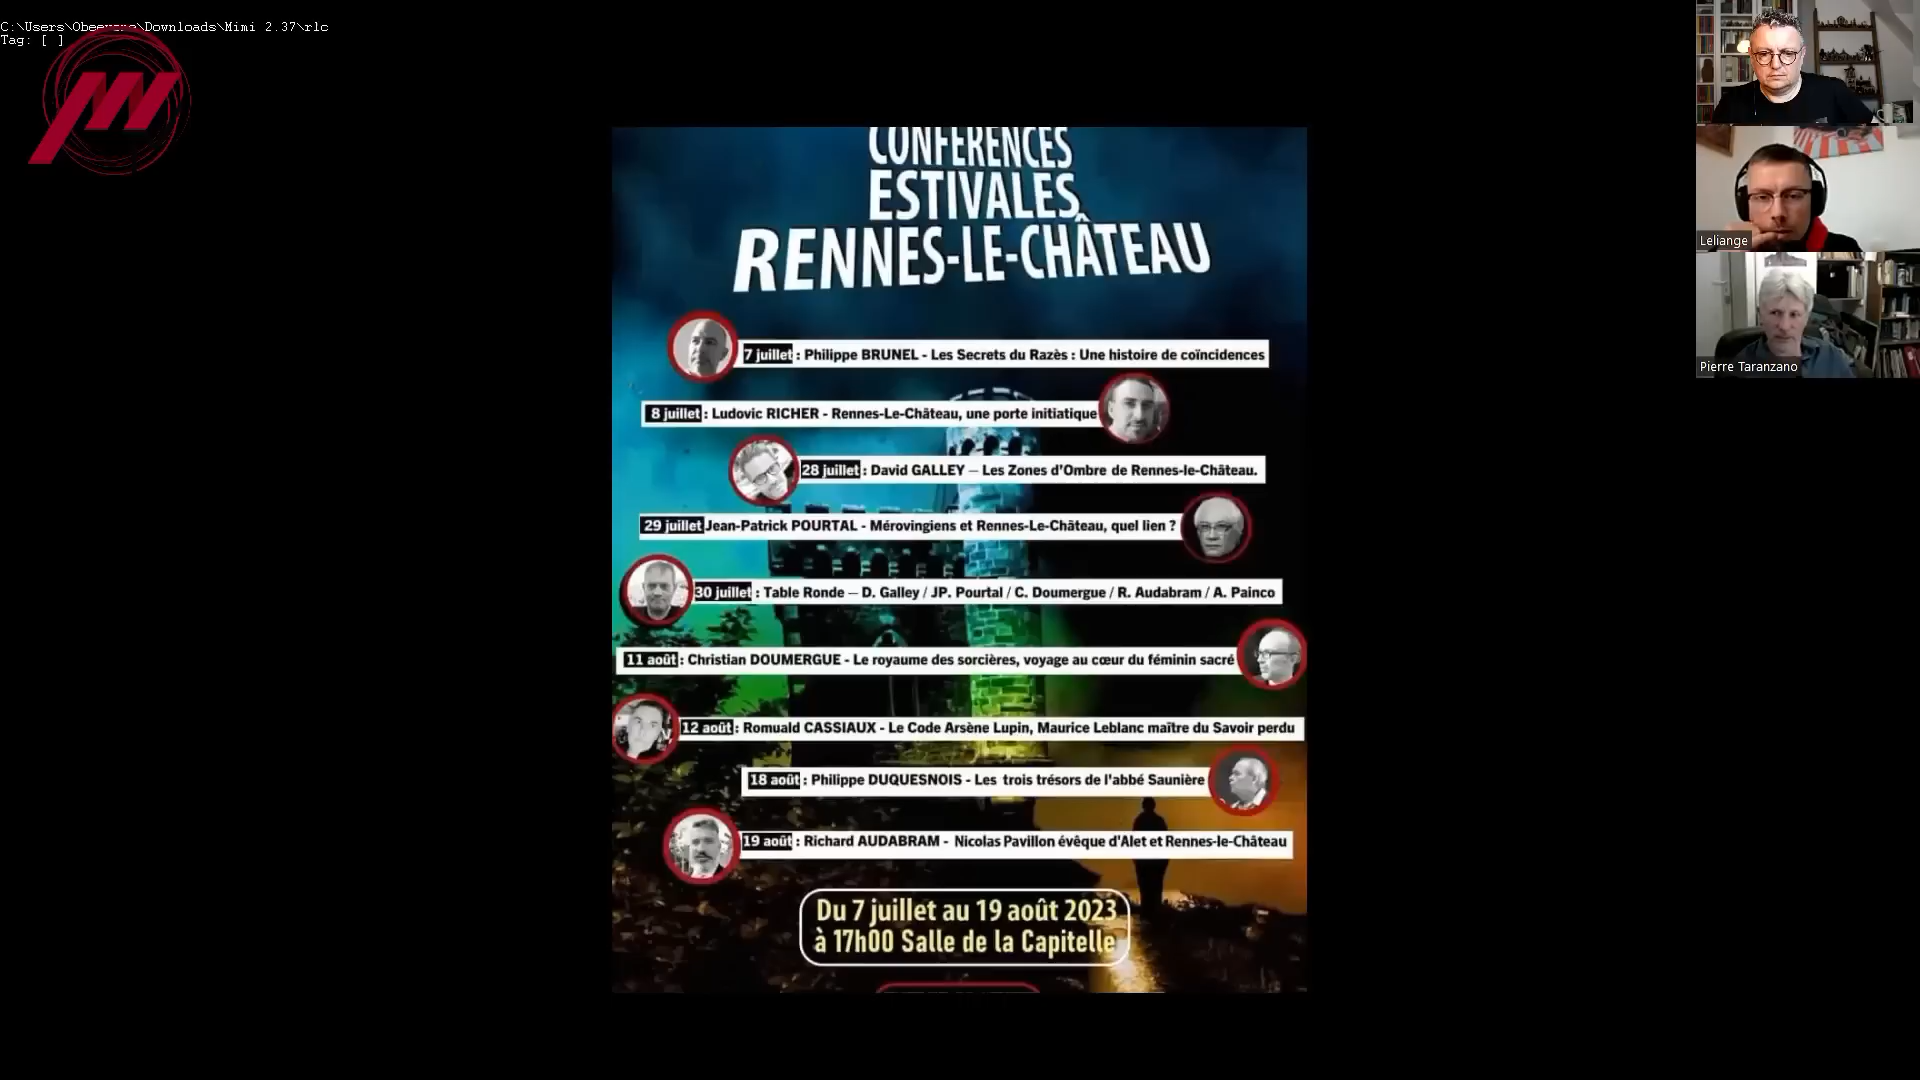 C:\Users\Obeewone\Downloads\Mimi 2.37\rlc
Tag: [ ]
CONFÉRENCES
ESTIVALES
RENNES-LE-CHÂTEAU
7 juillet : Philippe BRUNEL - Les Secrets du Razès : Une histoire de coïncidences
8 juillet : Ludovic RICHER - Rennes-Le-Château, une porte initiatique
28 juillet : David GALLEY – Les Zones d'Ombre de Rennes-le-Château.
29 juillet Jean-Patrick POURTAL - Mérovingiens et Rennes-Le-Château, quel lien ?
30 juillet : Table Ronde – D. Galley / JP. Pourtal / C. Doumergue / R. Audabram / A. Painco
11 août : Christian DOUMERGUE - Le royaume des sorcières, voyage au cœur du féminin sacré
12 août : Romuald CASSIAUX - Le Code Arsène Lupin, Maurice Leblanc maître du Savoir perdu
18 août : Philippe DUQUESNOIS - Les trois trésors de l'abbé Saunière
19 août : Richard AUDABRAM - Nicolas Pavillon évêque d'Alet et Rennes-le-Château
Du 7 juillet au 19 août 2023
à 17h00 Salle de la Capitelle
Leliange
Pierre Taranzano